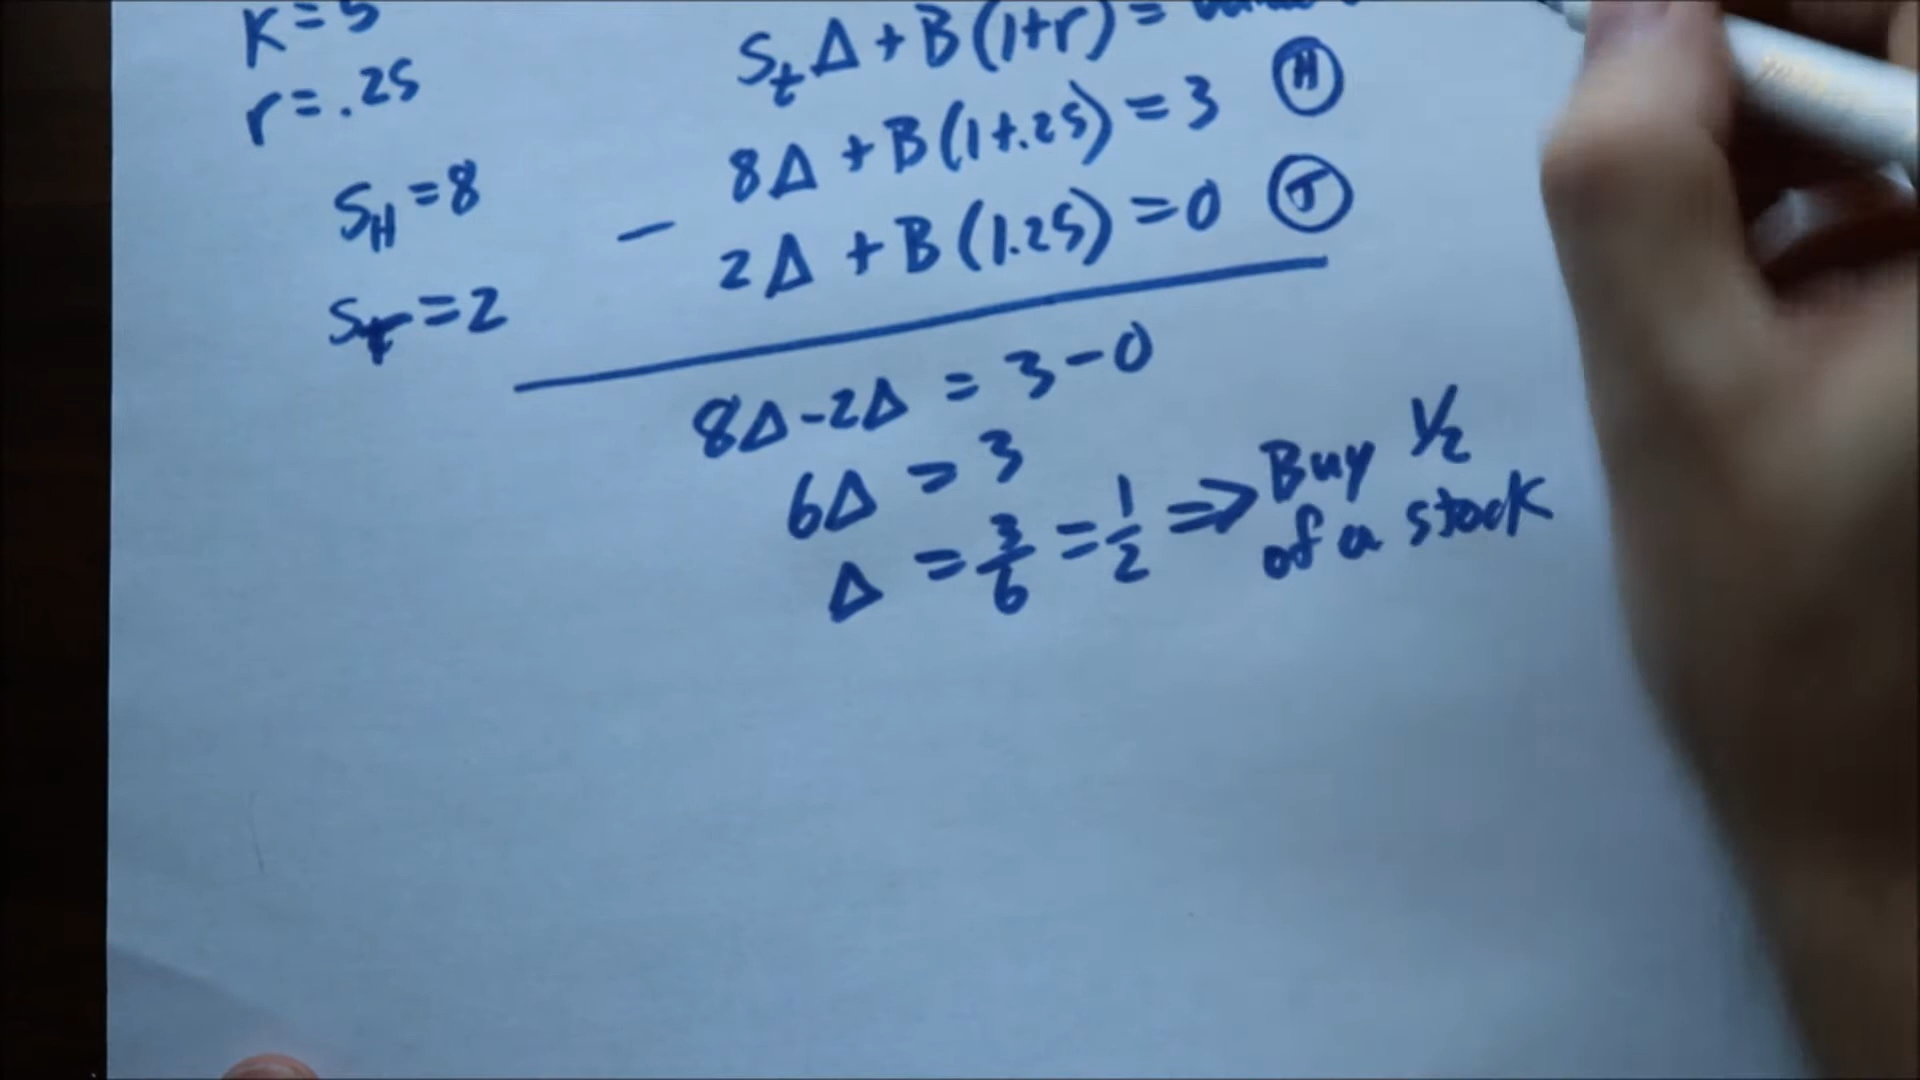 K=5
r=.25
S_H=8
S_T=2
S_tΔ+B(1+r)=
8Δ+B(1+.25)=3 Ⓗ
- 2Δ+B(1.25)=0 Ⓣ
8Δ-2Δ=3-0
6Δ=3
Δ=3/6=1/2⇒Buy 1/2
of a stock